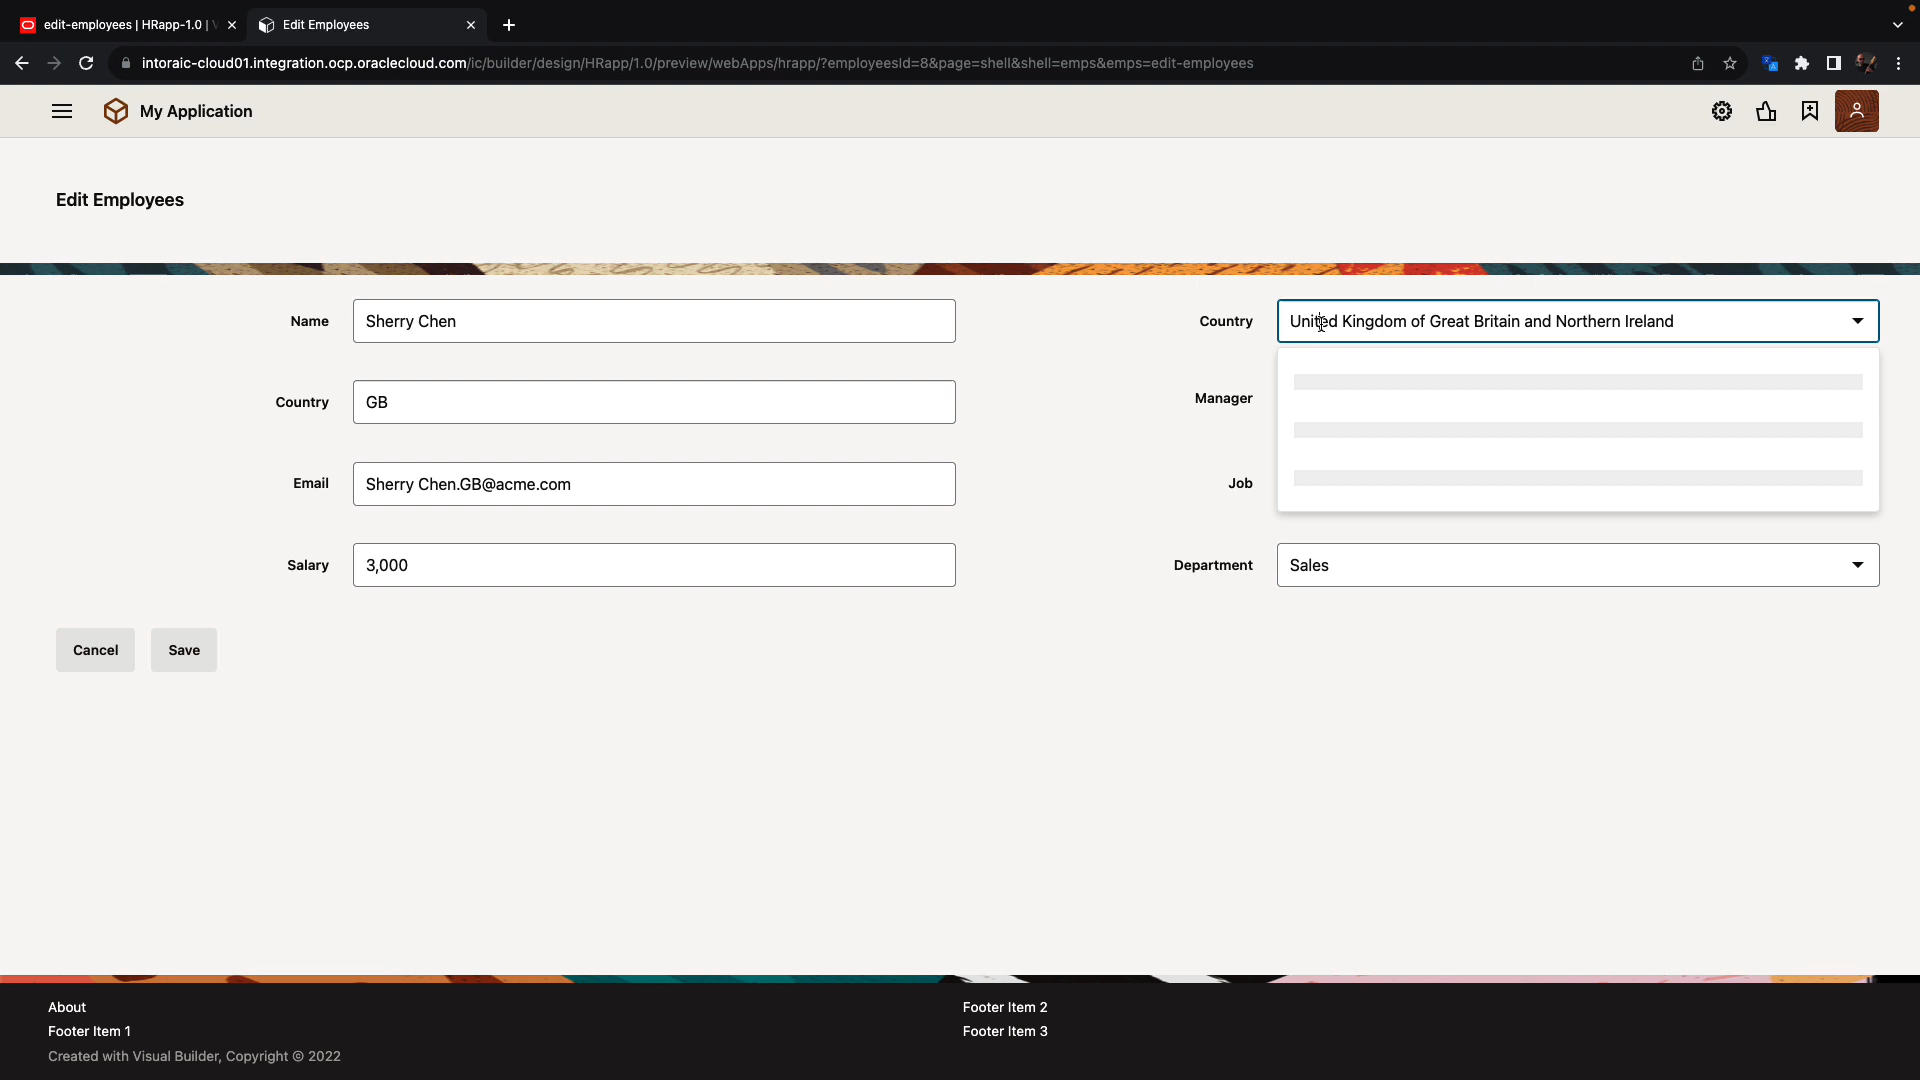 edit-employees | HRapp-1.0 |
Edit Employees
intoraic-cloud01.integration.ocp.oraclecloud.com/ic/builder/design/HRapp/1.0/preview/webApps/hrapp/?employeesId=8&page=shell&shell=emps&emps=edit-employees
My Application
Edit Employees
Name
Sherry Chen
Country
United Kingdom of Great Britain and Northern Ireland
Country
GB
Manager
Email
Sherry Chen.GB@acme.com
Job
Salary
3,000
Department
Sales
Cancel
Save
About
Footer Item 2
Footer Item 1
Footer Item 3
Created with Visual Builder, Copyright © 2022